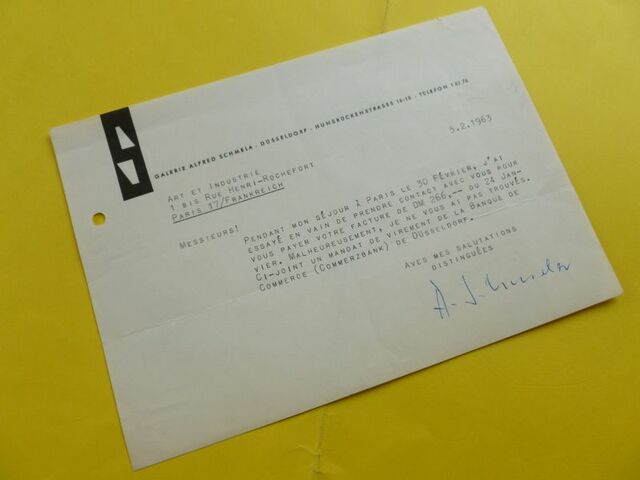 GALERIE ALFRED SCHMELA · DÜSSELDORF · HUNSRÜCKENSTRASSE 16-18 · TELEFON
5.2.1963
ART ET INDUSTRIE
1 BIS RUE HENRI-ROCHEFORT
PARIS 17/FRANKREICH
MESSIEURS!
PENDANT MON SÉJOUR À PARIS LE 30 FÉVRIER, J'AI
ESSAYÉ EN VAIN DE PRENDRE CONTACT AVEC VOUS POUR
VOUS PAYER VOTRE FACTURE DE DM 266,-- DU 24 JAN-
VIER. MALHEUREUSEMENT, JE NE VOUS AI PAS TROUVÉS.
CI-JOINT UN MANDAT DE VIREMENT DE LA BANQUE DE
COMMERCE (COMMERZBANK) DE DÜSSELDORF.
AVES MES SALUTATIONS
DISTINGUÉES
A. Schmela